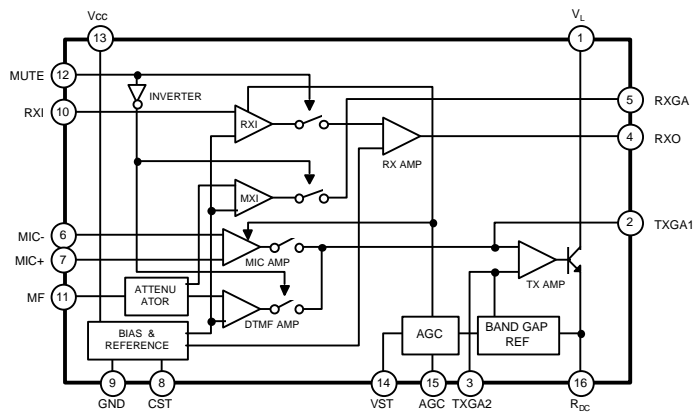 Vcc
13
VL
1
MUTE
12
INVERTER
RXI
10
RXI
5
RXGA
4
RXO
RX AMP
MXI
2
TXGA1
MIC-
6
MIC+
7
MIC AMP
TX AMP
MF
11
ATTENU
ATOR
DTMF AMP
BIAS &
REFERENCE
AGC
BAND GAP
REF
9
8
14
15
3
16
GND
CST
VST
AGC
TXGA2
RDC